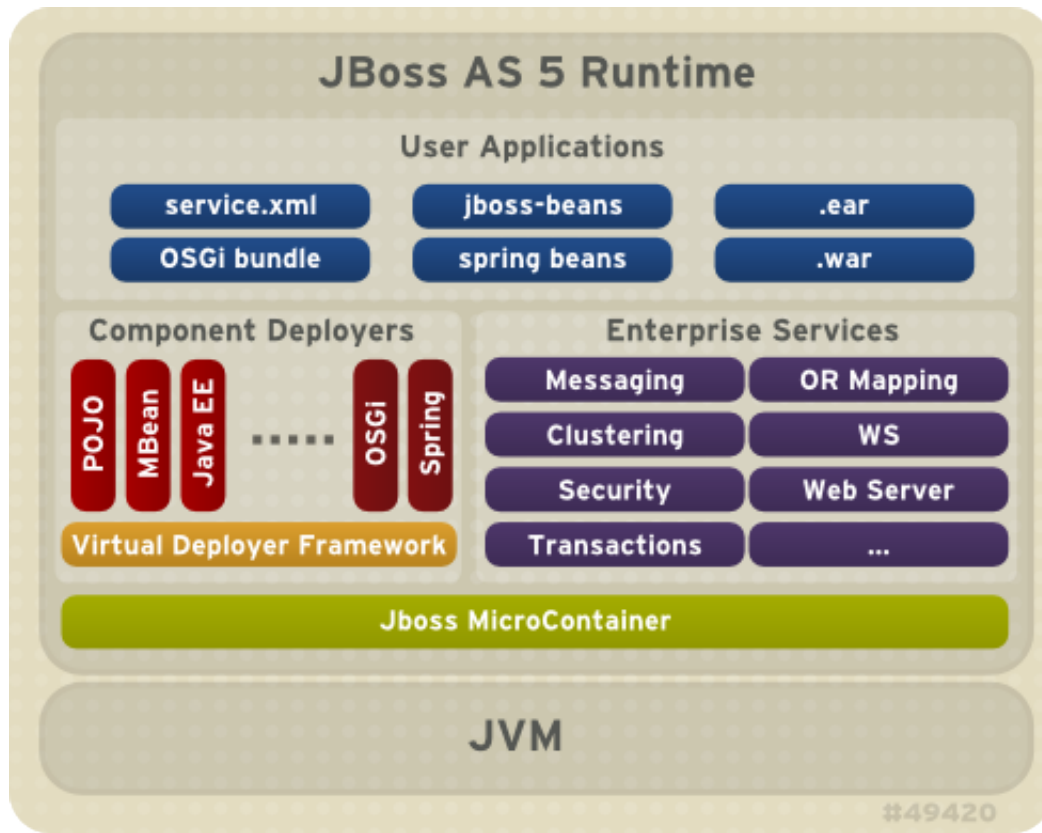 JBoss AS 5 Runtime
User Applications
service.xml
jboss-beans
.ear
OSGi bundle
spring beans
.war
Component Deployers
POJO
MBean
Java EE
OSGi
Spring
Virtual Deployer Framework
Enterprise Services
Messaging
OR Mapping
Clustering
WS
Security
Web Server
Transactions
...
Jboss MicroContainer
JVM
#49420